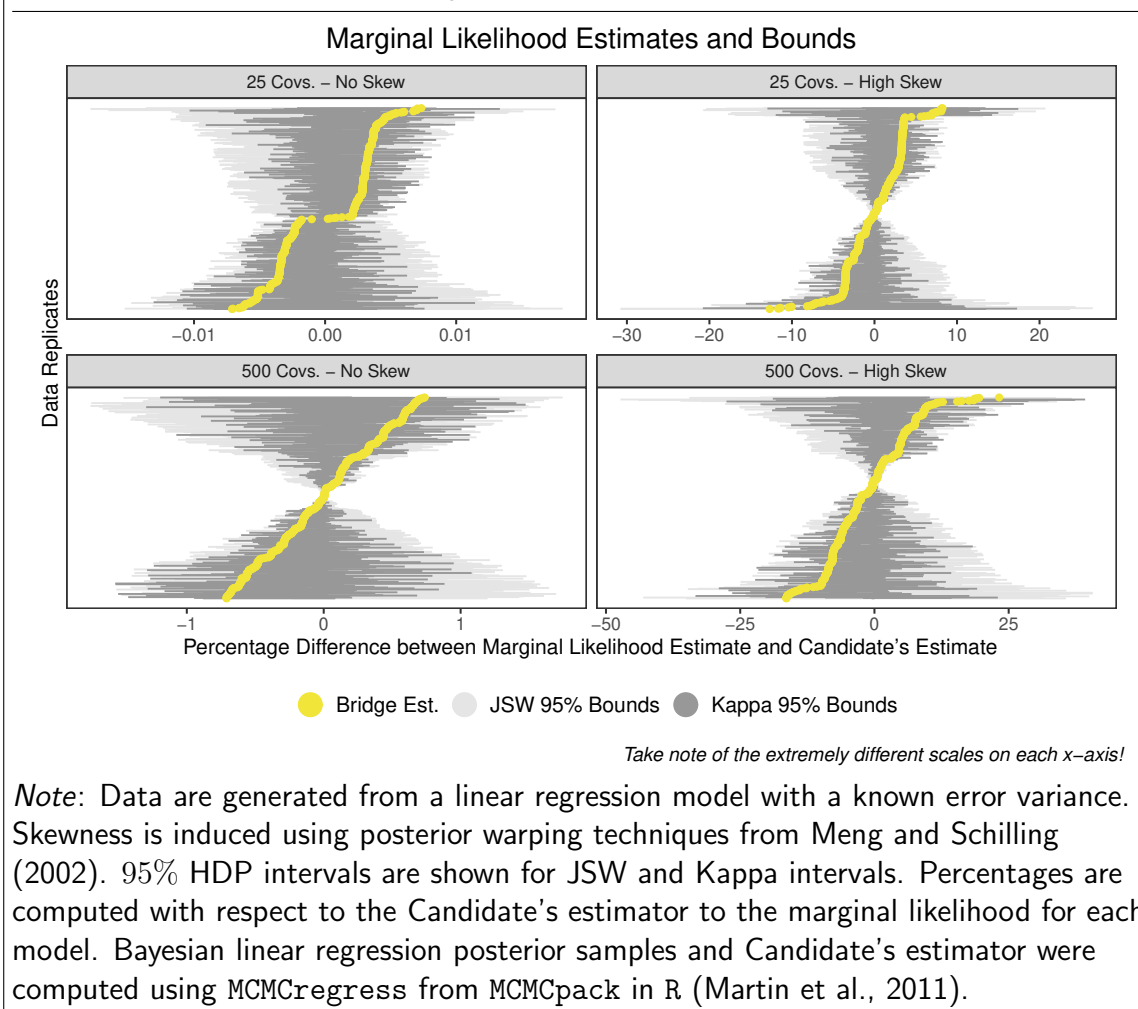 Marginal Likelihood Estimates and Bounds
25 Covs. − No Skew
25 Covs. − High Skew
−0.01 0.00 0.01
−30 −20 −10 0 10 20
Data Replicates
500 Covs. − No Skew
500 Covs. − High Skew
−1 0 1
−50 −25 0 25
Percentage Difference between Marginal Likelihood Estimate and Candidate's Estimate
Bridge Est. JSW 95% Bounds Kappa 95% Bounds
Take note of the extremely different scales on each x−axis!
Note: Data are generated from a linear regression model with a known error variance.
Skewness is induced using posterior warping techniques from Meng and Schilling
(2002). 95% HDP intervals are shown for JSW and Kappa intervals. Percentages are
computed with respect to the Candidate's estimator to the marginal likelihood for each
model. Bayesian linear regression posterior samples and Candidate's estimator were
computed using MCMCregress from MCMCpack in R (Martin et al., 2011).